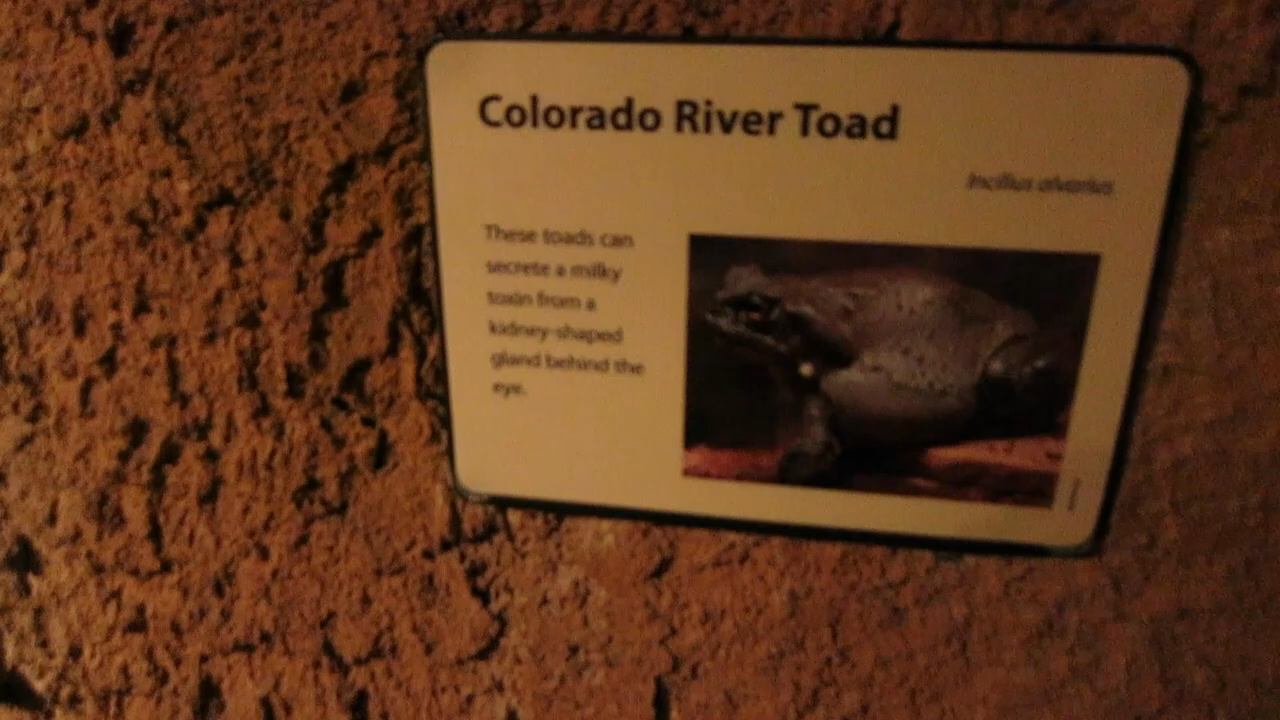 Colorado River Toad
Incilius alvarius
These toads can
secrete a milky
toxin from a
kidney-shaped
gland behind the
eye.